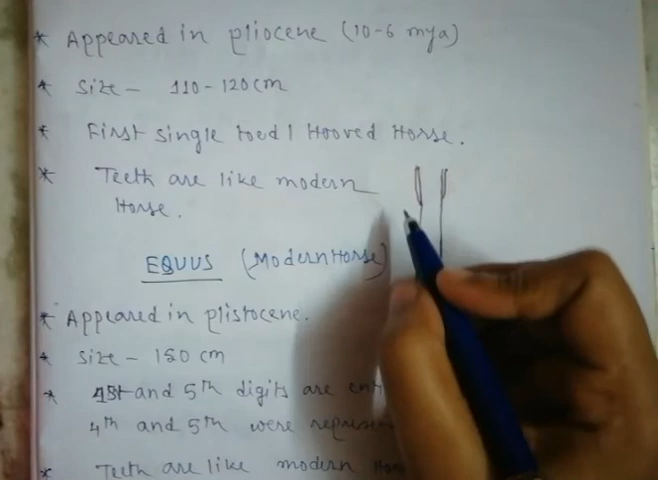 * Appeared in pliocene (10-6 mya)
* Size - 110-120cm
* First single toed / Hooved Horse.
* Teeth are like modern
Horse.
EQUUS (Modern Horse)
* Appeared in plistocene.
* Size - 150 cm
* 1st and 5th digits are
4th and 5th were
* Teeth are like modern